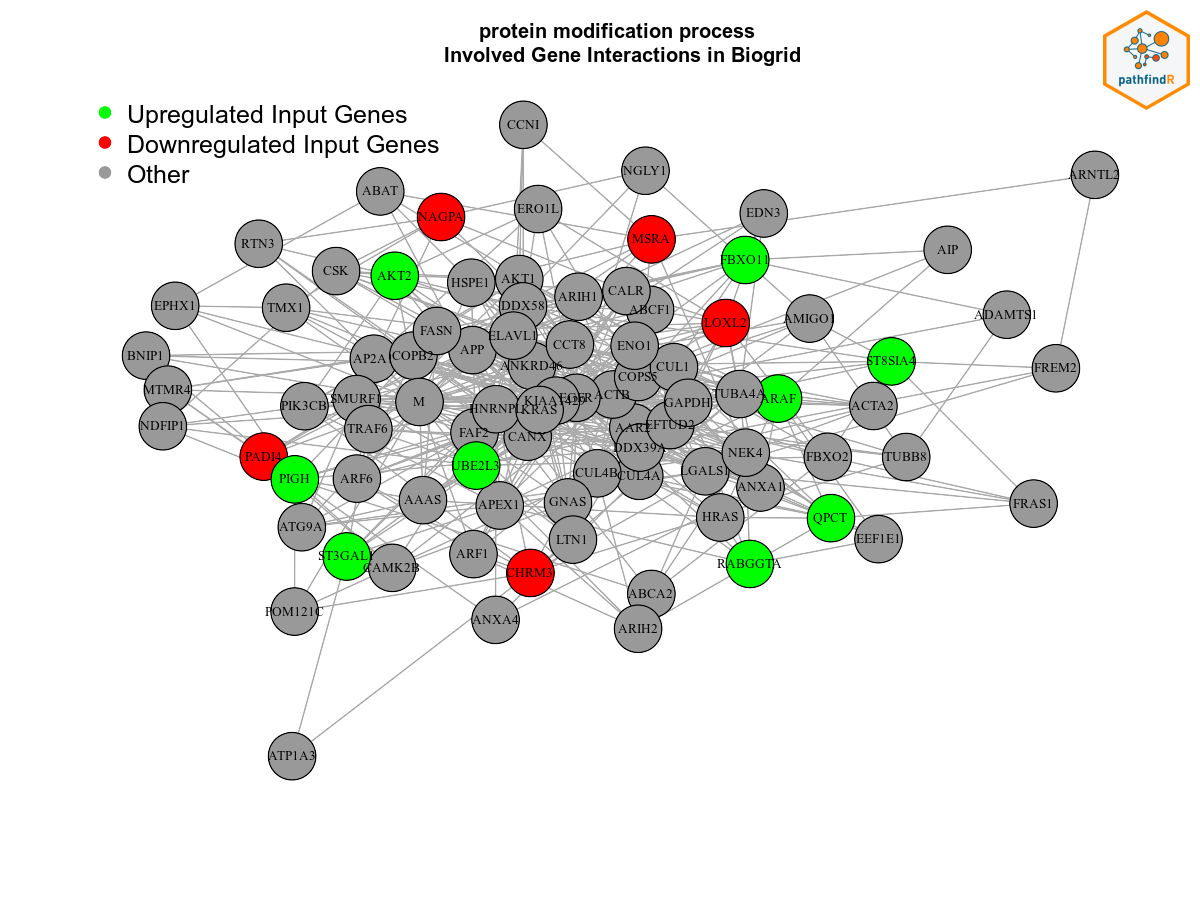 protein modification process
Involved Gene Interactions in Biogrid
pathfindR
Upregulated Input Genes
Downregulated Input Genes
Other
CCNI
NGLY1
ARNTL2
ABAT
NAGPA
ERO1L
EDN3
MSRA
RTN3
FBXO11
AIP
CSK
AKT2
HSPE1
AKT1
CALR
ARIH1
DDX58
ABCF1
EPHX1
TMX1
AMIGO1
ADAMTS1
LOXL2
FASN
ELAVL1
CCT8
ENO1
BNIP1
AP2A1
COPB2
APP
ANKRD46
CUL1
COPS5
ST8SIA4
FREM2
MTMR4
SMURF1
M
ACTB
GAPDH
TUBA4A
ARAF
PIK3CB
HNRNPL
KRAS
EGFR
ACTA2
NDFIP1
TRAF6
FAF2
CANX
AAR2
EFTUD2
DDX39A
NEK4
FBXO2
TUBB8
PADI4
PIGH
ARF6
UBE2L3
CUL4B
CUL4A
LGALS1
ANXA1
AAAS
APEX1
GNAS
FRAS1
ATG9A
HRAS
QPCT
LTN1
EEF1E1
ST3GAL1
CAMK2B
ARF1
CHRM3
RABGGTA
ABCA2
POM121C
ANXA4
ARIH2
ATP1A3